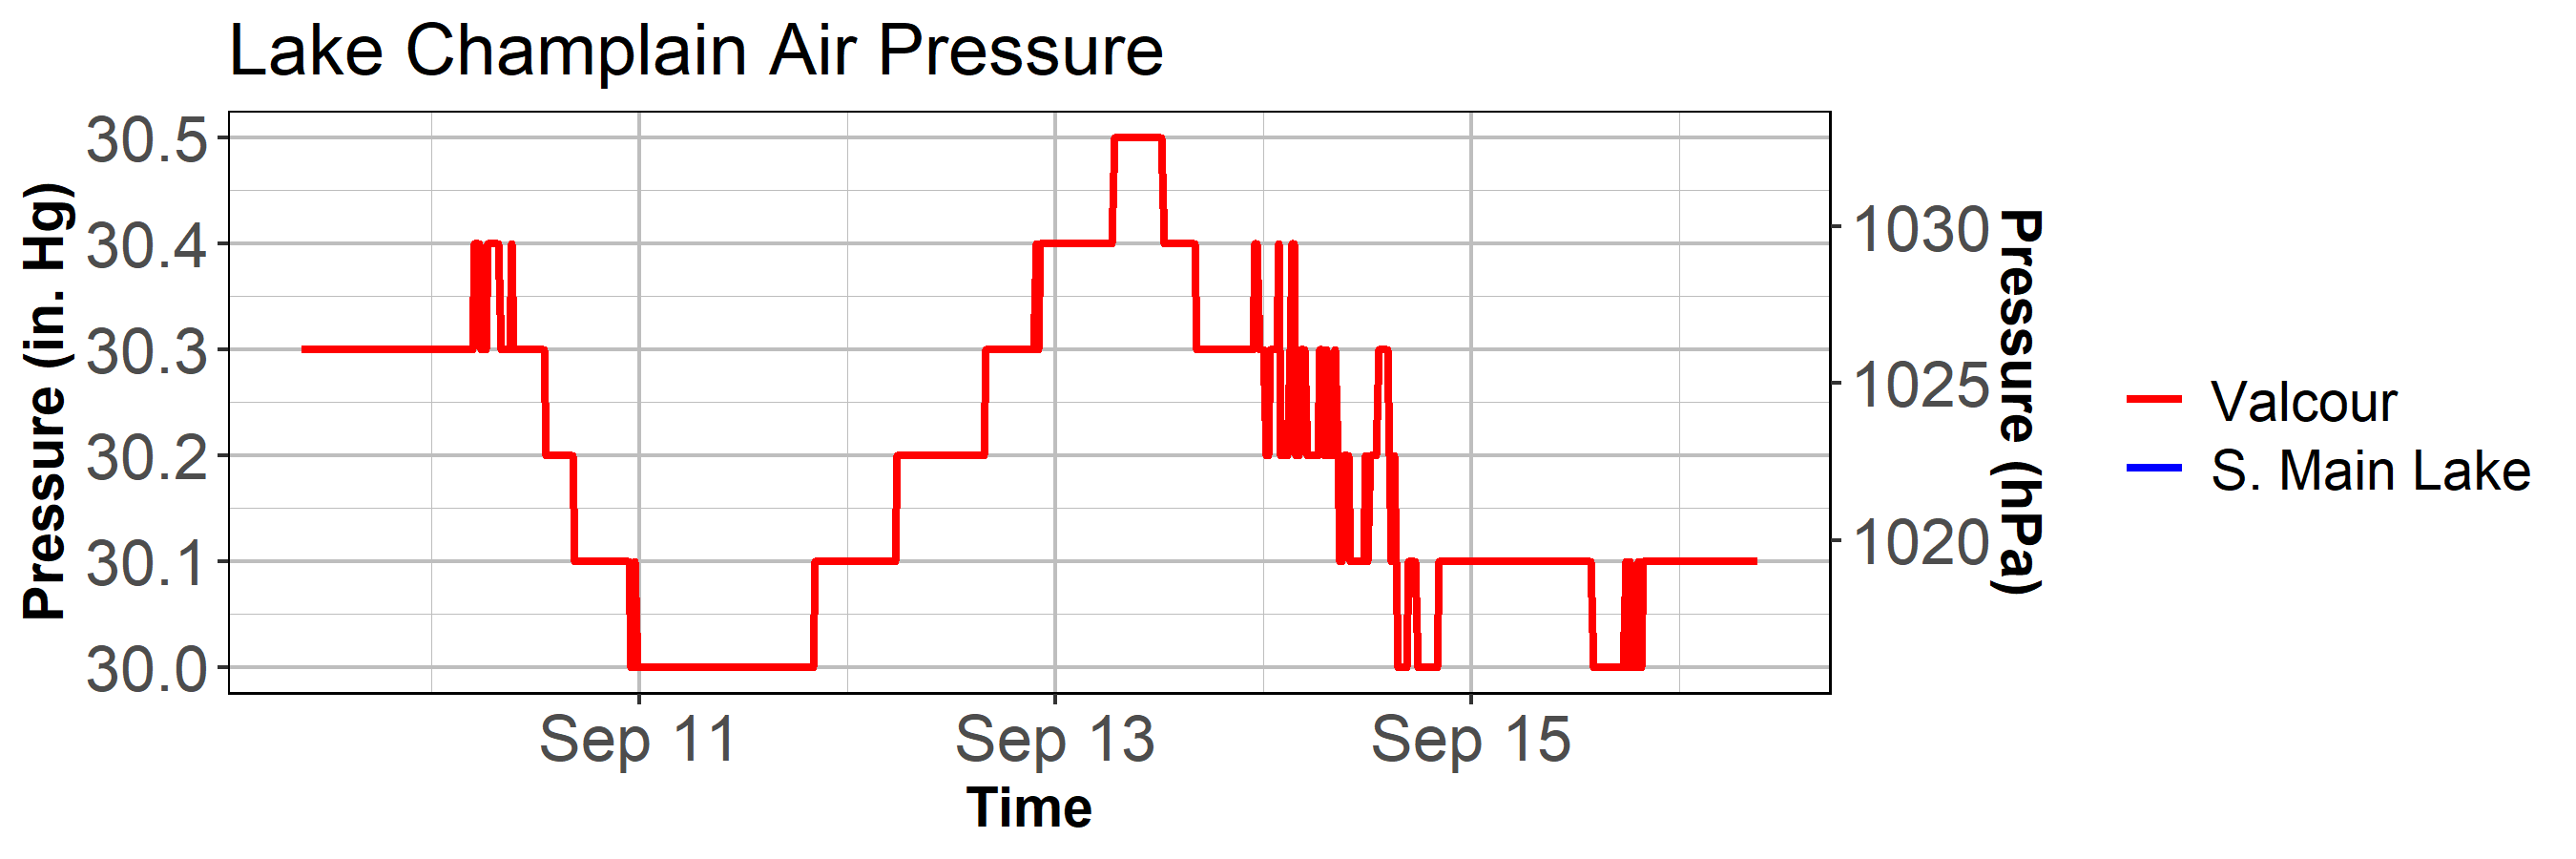 Lake Champlain Air Pressure
Pressure (in. Hg)
30.5
30.4
30.3
30.2
30.1
30.0
1030
1025
1020
Pressure (hPa)
Sep 11
Sep 13
Sep 15
Time
Valcour
S. Main Lake